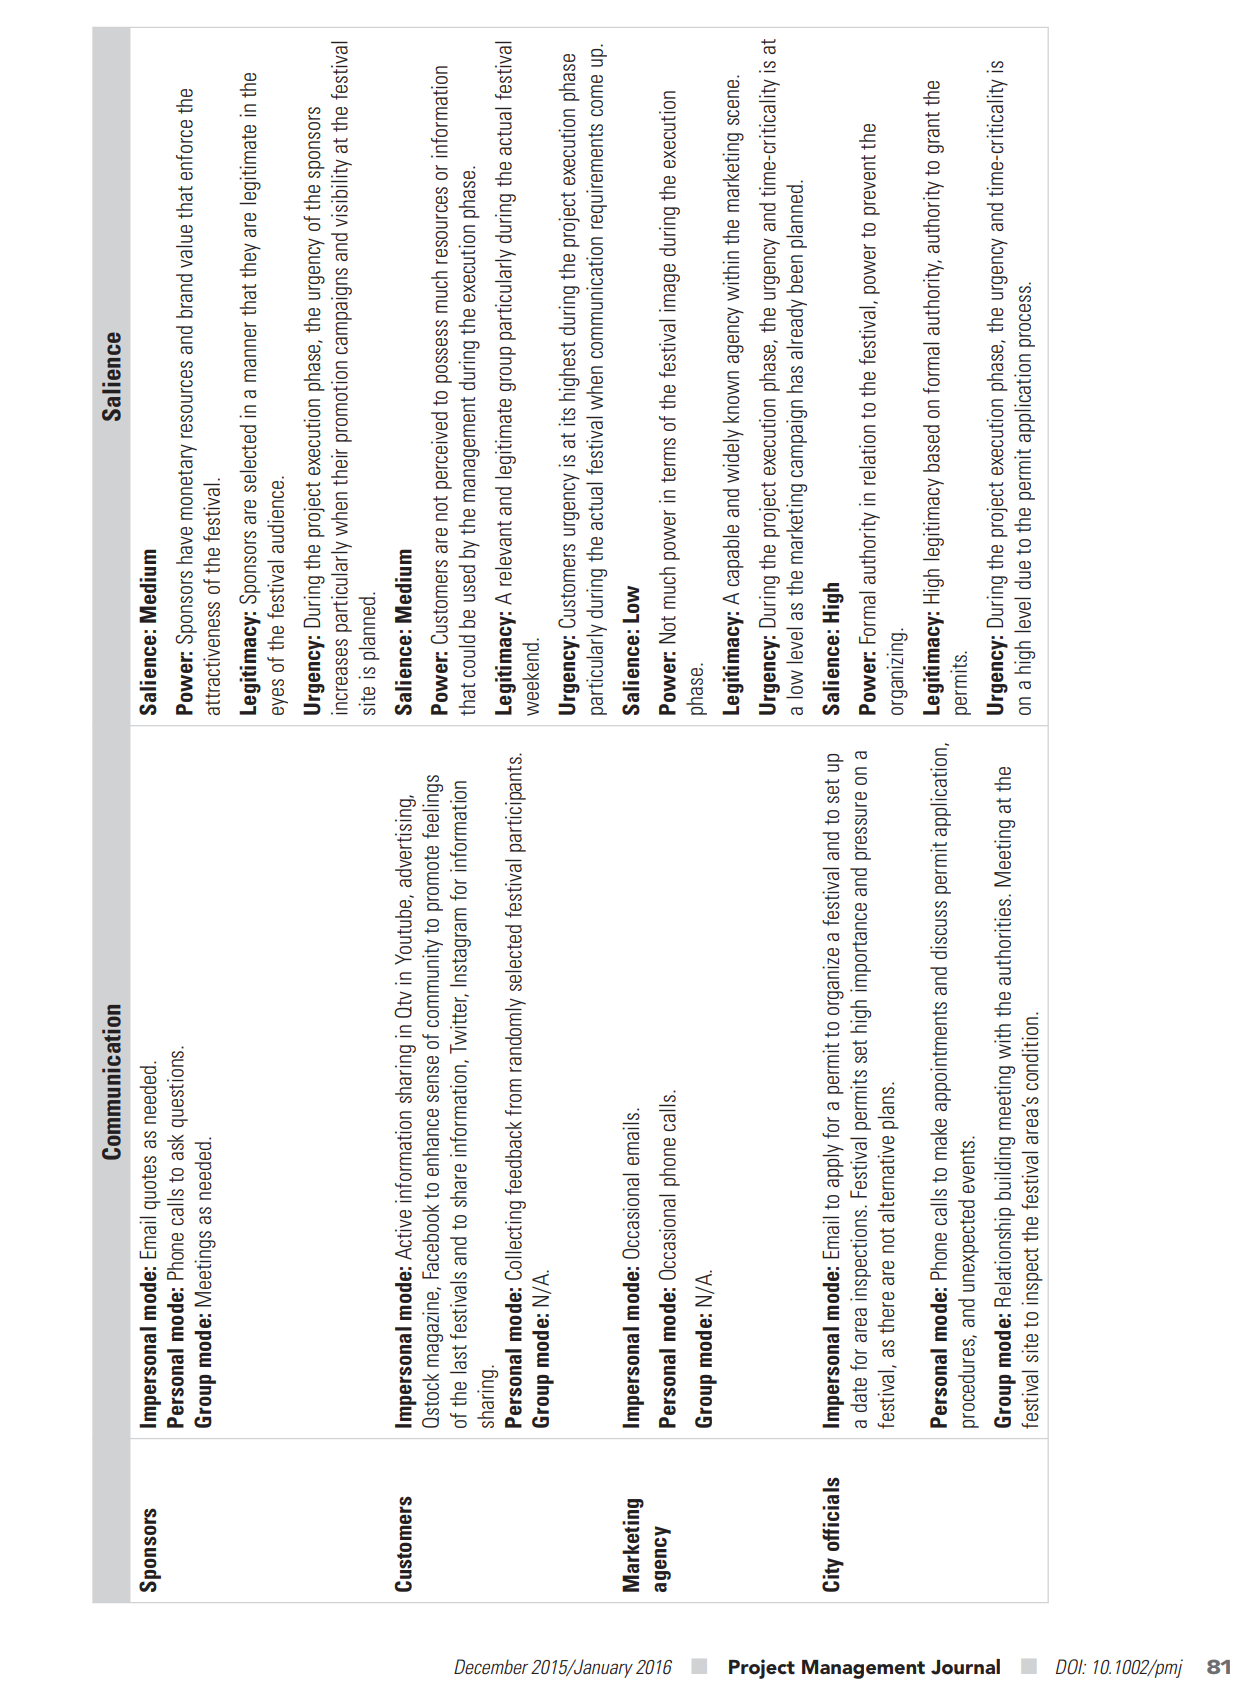 Communication
Salience
Sponsors
Impersonal mode: Email quotes as needed.
Personal mode: Phone calls to ask questions.
Group mode: Meetings as needed.
Salience: Medium
Power: Sponsors have monetary resources and brand value that enforce the
attractiveness of the festival.
Legitimacy: Sponsors are selected in a manner that they are legitimate in the
eyes of the festival audience.
Urgency: During the project execution phase, the urgency of the sponsors
increases particularly when their promotion campaigns and visibility at the festival
site is planned.
Customers
Impersonal mode: Active information sharing in Qtv in Youtube, advertising,
Qstock magazine, Facebook to enhance sense of community to promote feelings
of the last festivals and to share information, Twitter, Instagram for information
sharing.
Personal mode: Collecting feedback from randomly selected festival participants.
Group mode: N/A.
Salience: Medium
Power: Customers are not perceived to possess much resources or information
that could be used by the management during the execution phase.
Legitimacy: A relevant and legitimate group particularly during the actual festival
weekend.
Urgency: Customers urgency is at its highest during the project execution phase
particularly during the actual festival when communication requirements come up.
Marketing
agency
Impersonal mode: Occasional emails.
Personal mode: Occasional phone calls.
Group mode: N/A.
Salience: Low
Power: Not much power in terms of the festival image during the execution
phase.
Legitimacy: A capable and widely known agency within the marketing scene.
Urgency: During the project execution phase, the urgency and time-criticality is at
a low level as the marketing campaign has already been planned.
City officials
Impersonal mode: Email to apply for a permit to organize a festival and to set up
a date for area inspections. Festival permits set high importance and pressure on a
festival, as there are not alternative plans.
Personal mode: Phone calls to make appointments and discuss permit application,
procedures, and unexpected events.
Group mode: Relationship building meeting with the authorities. Meeting at the
festival site to inspect the festival area's condition.
Salience: High
Power: Formal authority in relation to the festival, power to prevent the
organizing.
Legitimacy: High legitimacy based on formal authority, authority to grant the
permits.
Urgency: During the project execution phase, the urgency and time-criticality is
on a high level due to the permit application process.
December 2015/January 2016 Project Management Journal DOI: 10.1002/pmj 81